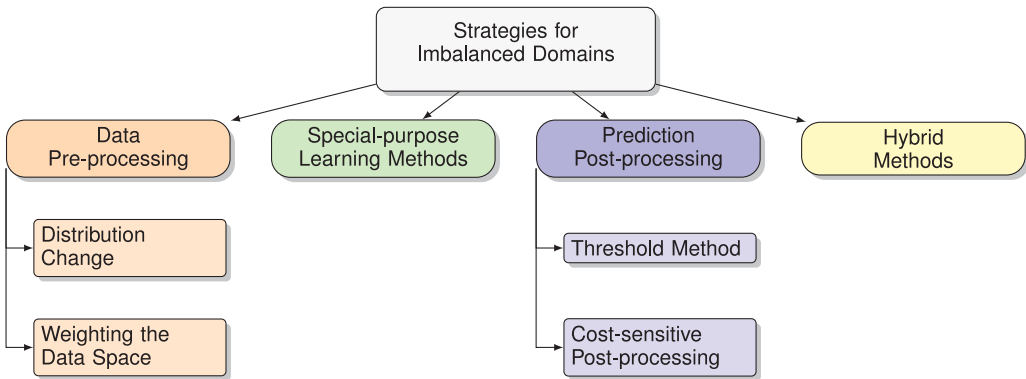 Strategies for
Imbalanced Domains
Data
Pre-processing
Special-purpose
Learning Methods
Prediction
Post-processing
Hybrid
Methods
Distribution
Change
Threshold Method
Weighting the
Data Space
Cost-sensitive
Post-processing